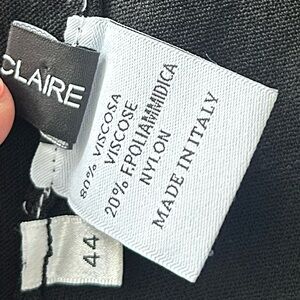 CLAIRE
80% VISCOSA
VISCOSE
20% F.POLIAMMIDICA
NYLON
MADE IN ITALY
44